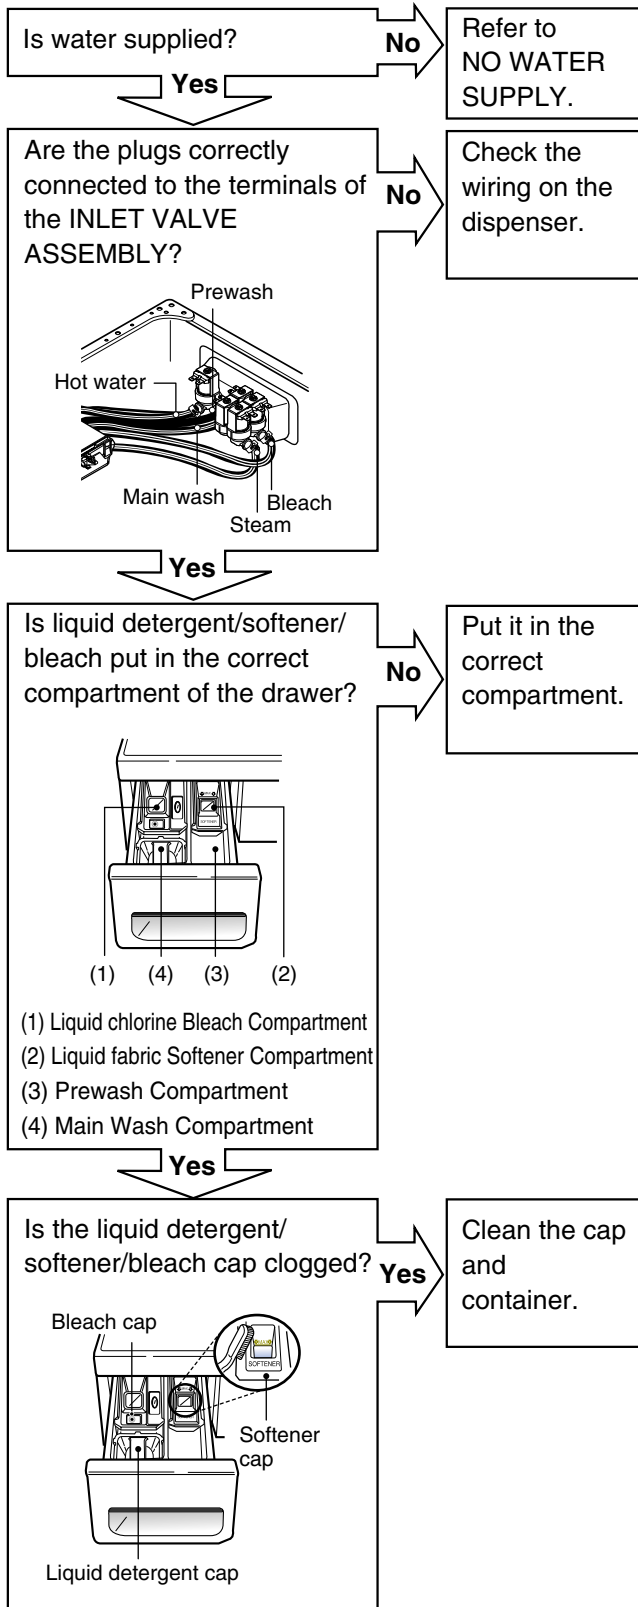 Is water supplied?
No
Refer to
NO WATER
SUPPLY.
Yes
Are the plugs correctly
connected to the terminals of
the INLET VALVE
ASSEMBLY?
No
Check the
wiring on the
dispenser.
Prewash
Hot water
Main wash
Bleach
Steam
Yes
Is liquid detergent/softener/
bleach put in the correct
compartment of the drawer?
No
Put it in the
correct
compartment.
SOFTENER
(1) (4) (3) (2)
(1) Liquid chlorine Bleach Compartment
(2) Liquid fabric Softener Compartment
(3) Prewash Compartment
(4) Main Wash Compartment
Yes
Is the liquid detergent/
softener/bleach cap clogged?
Yes
Clean the cap
and
container.
Bleach cap
MAX
SOFTENER
Softener
cap
Liquid detergent cap